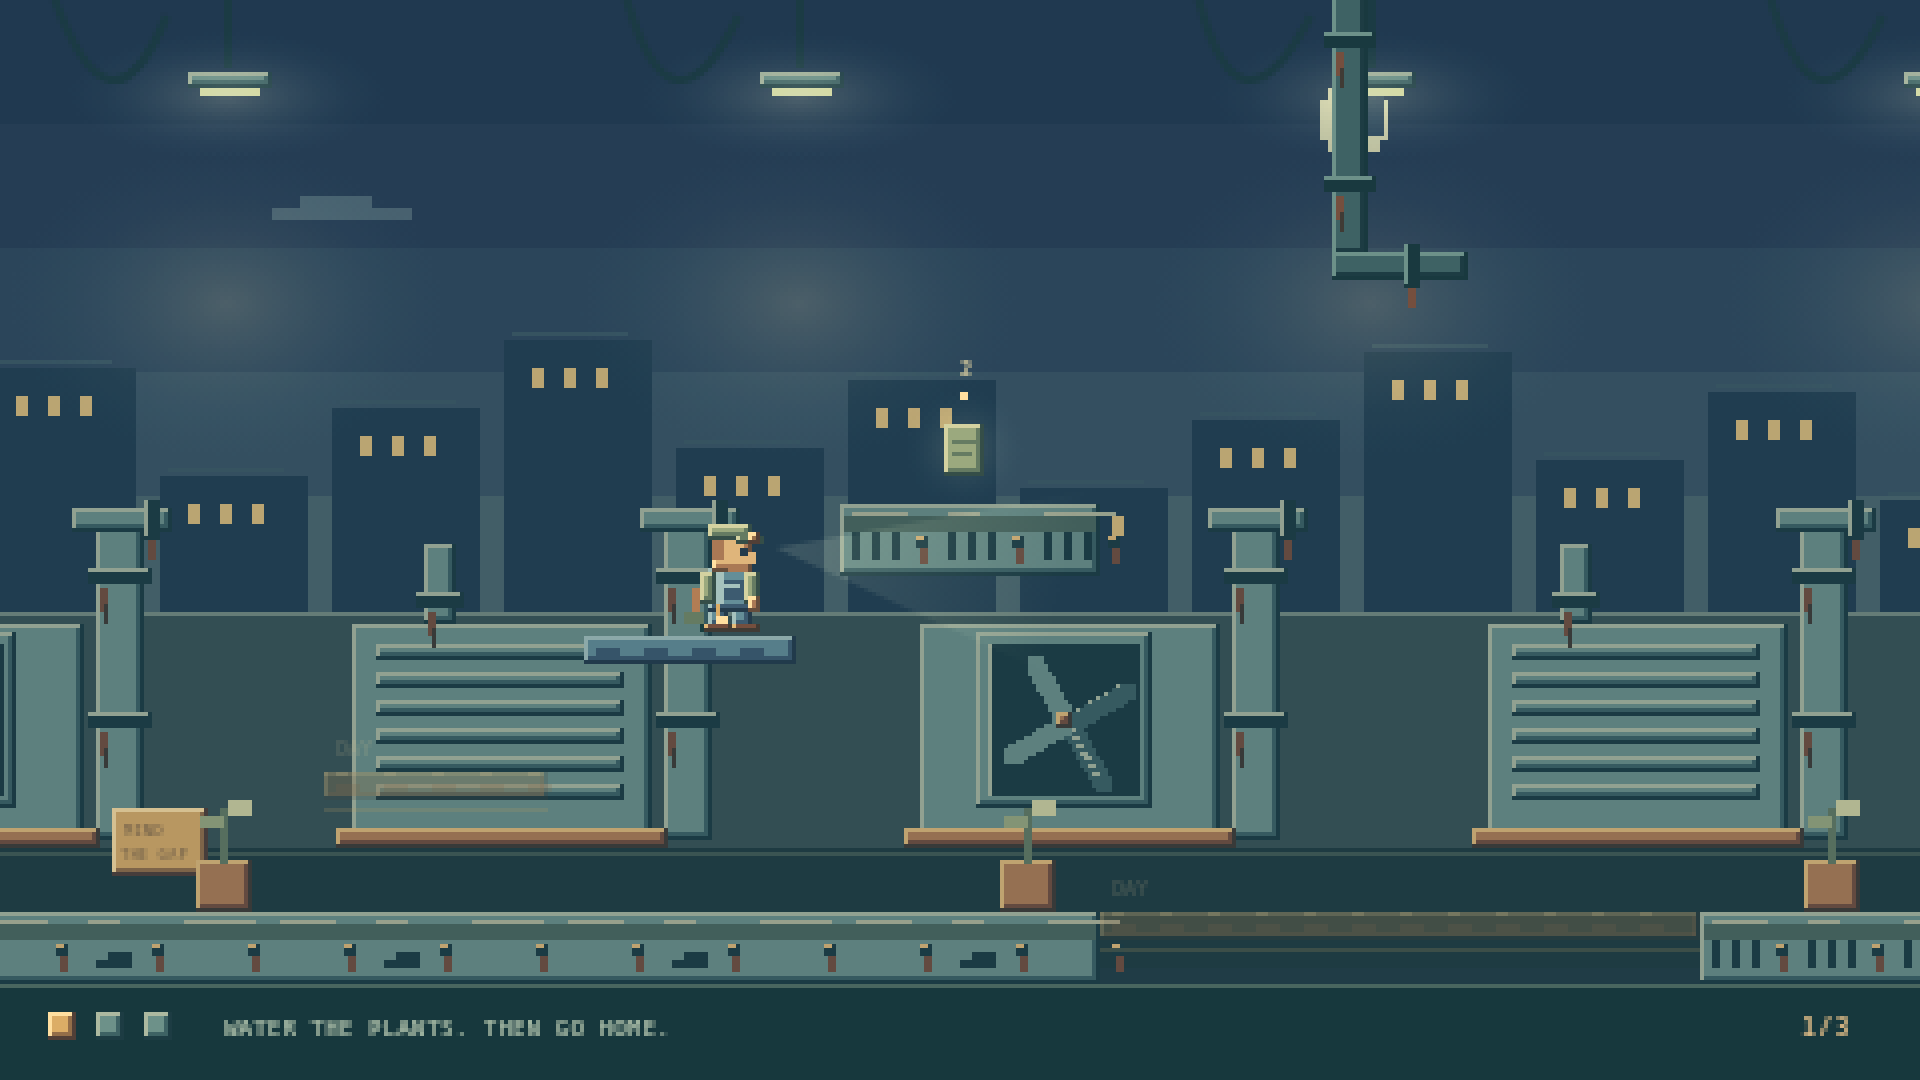 2
DAY
MIND
THE GAP
DAY
WATER THE PLANTS. THEN GO HOME.
1/3